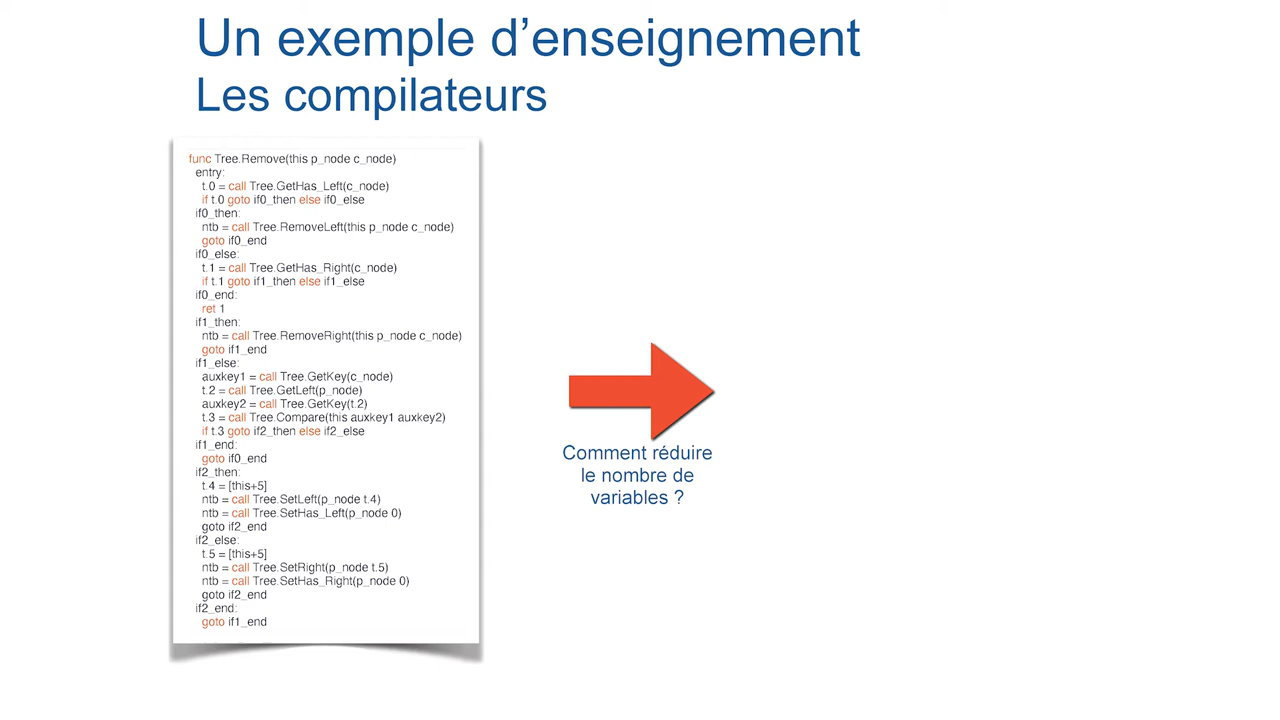 Un exemple d’enseignement
Les compilateurs
func Tree.Remove(this p_node c_node)
entry:
t.0 = call Tree.GetHas_Left(c_node)
if t.0 goto if0_then else if0_else
if0_then:
ntb = call Tree.RemoveLeft(this p_node c_node)
goto if0_end
if0_else:
t.1 = call Tree.GetHas_Right(c_node)
if t.1 goto if1_then else if1_else
if0_end:
ret 1
if1_then:
ntb = call Tree.RemoveRight(this p_node c_node)
goto if1_end
if1_else:
auxkey1 = call Tree.GetKey(c_node)
t.2 = call Tree.GetLeft(p_node)
auxkey2 = call Tree.GetKey(t.2)
t.3 = call Tree.Compare(this auxkey1 auxkey2)
if t.3 goto if2_then else if2_else
if1_end:
goto if0_end
if2_then:
t.4 = [this+5]
ntb = call Tree.SetLeft(p_node t.4)
ntb = call Tree.SetHas_Left(p_node 0)
goto if2_end
if2_else:
t.5 = [this+5]
ntb = call Tree.SetRight(p_node t.5)
ntb = call Tree.SetHas_Right(p_node 0)
goto if2_end
if2_end:
goto if1_end
Comment réduire
le nombre de
variables ?